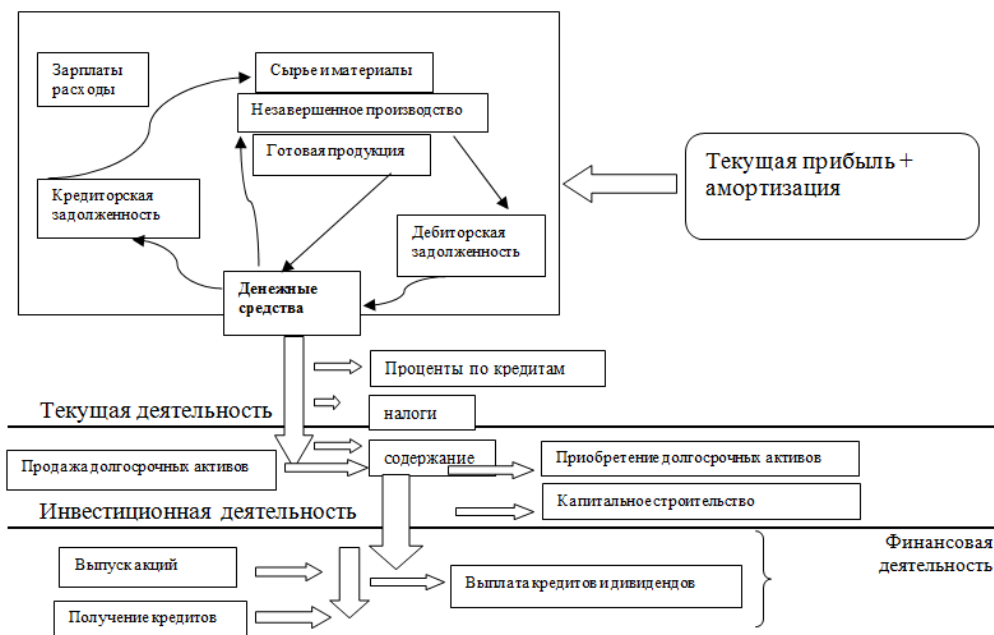 Зарплаты
расходы
Сырье и материалы
Незавершенное производство
Готовая продукция
Текущая прибыль +
амортизация
Кредиторская
задолженность
Дебиторская
задолженность
Денежные
средства
Проценты по кредитам
Текущая деятельность
налоги
содержание
Продажа долгосрочных активов
Приобретение долгосрочных активов
Капитальное строительство
Инвестиционная деятельность
Финансовая
деятельность
Выпуск акций
Выплата кредитов и дивидендов
Получение кредитов